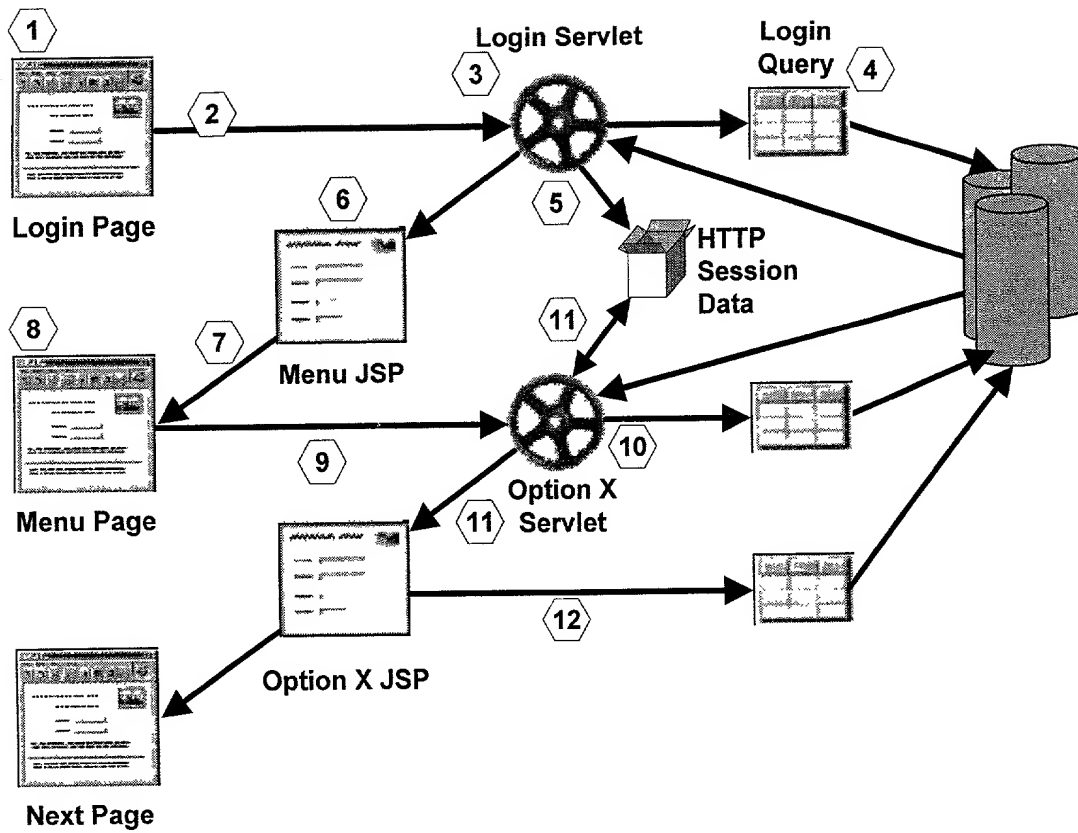 1
Login Servlet
Login
Query
3
4
2
Login Page
6
5
HTTP
Session
Data
8
7
11
Menu JSP
9
10
Menu Page
Option X
Servlet
11
12
Option X JSP
Next Page